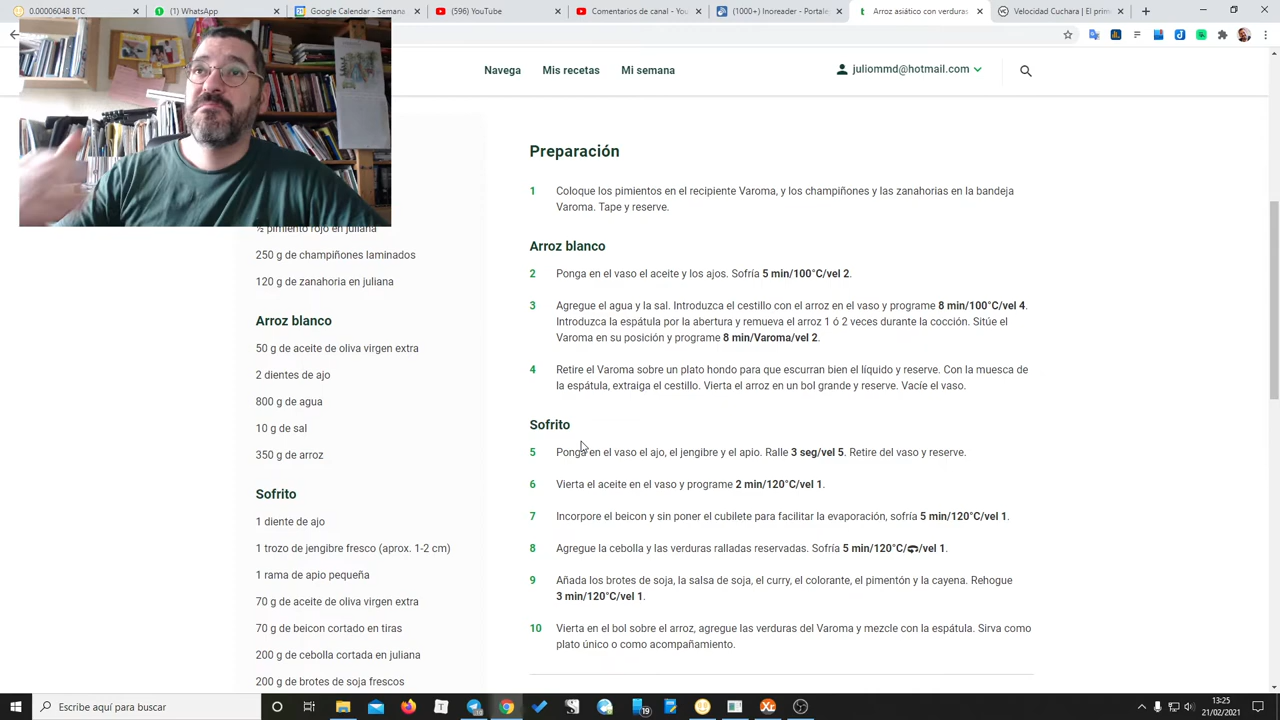 0.00006048 BTC
(1) WhatsApp
Google Calendar - Semana
(596) YouTube
Comentarios de canal - You
(1000+) Inoreader - Portale
Arroz asiático con verduras
Velocidad Cuchara | El prim
Navega
Mis recetas
Mi semana
juliommd@hotmail.com
½ pimiento rojo en juliana
250 g de champiñones laminados
120 g de zanahoria en juliana
Arroz blanco
50 g de aceite de oliva virgen extra
2 dientes de ajo
800 g de agua
10 g de sal
350 g de arroz
Sofrito
1 diente de ajo
1 trozo de jengibre fresco (aprox. 1-2 cm)
1 rama de apio pequeña
70 g de aceite de oliva virgen extra
70 g de beicon cortado en tiras
200 g de cebolla cortada en juliana
200 g de brotes de soja frescos
Preparación
1 Coloque los pimientos en el recipiente Varoma, y los champiñones y las zanahorias en la bandeja
Varoma. Tape y reserve.
Arroz blanco
2 Ponga en el vaso el aceite y los ajos. Sofría 5 min/100°C/vel 2.
3 Agregue el agua y la sal. Introduzca el cestillo con el arroz en el vaso y programe 8 min/100°C/vel 4.
Introduzca la espátula por la abertura y remueva el arroz 1 ó 2 veces durante la cocción. Sitúe el
Varoma en su posición y programe 8 min/Varoma/vel 2.
4 Retire el Varoma sobre un plato hondo para que escurran bien el líquido y reserve. Con la muesca de
la espátula, extraiga el cestillo. Vierta el arroz en un bol grande y reserve. Vacíe el vaso.
Sofrito
5 Ponga en el vaso el ajo, el jengibre y el apio. Ralle 3 seg/vel 5. Retire del vaso y reserve.
6 Vierta el aceite en el vaso y programe 2 min/120°C/vel 1.
7 Incorpore el beicon y sin poner el cubilete para facilitar la evaporación, sofría 5 min/120°C/vel 1.
8 Agregue la cebolla y las verduras ralladas reservadas. Sofría 5 min/120°C//vel 1.
9 Añada los brotes de soja, la salsa de soja, el curry, el colorante, el pimentón y la cayena. Rehogue
3 min/120°C/vel 1.
10 Vierta en el bol sobre el arroz, agregue las verduras del Varoma y mezcle con la espátula. Sirva como
plato único o como acompañamiento.
Escribe aquí para buscar
19
13:25
21/02/2021